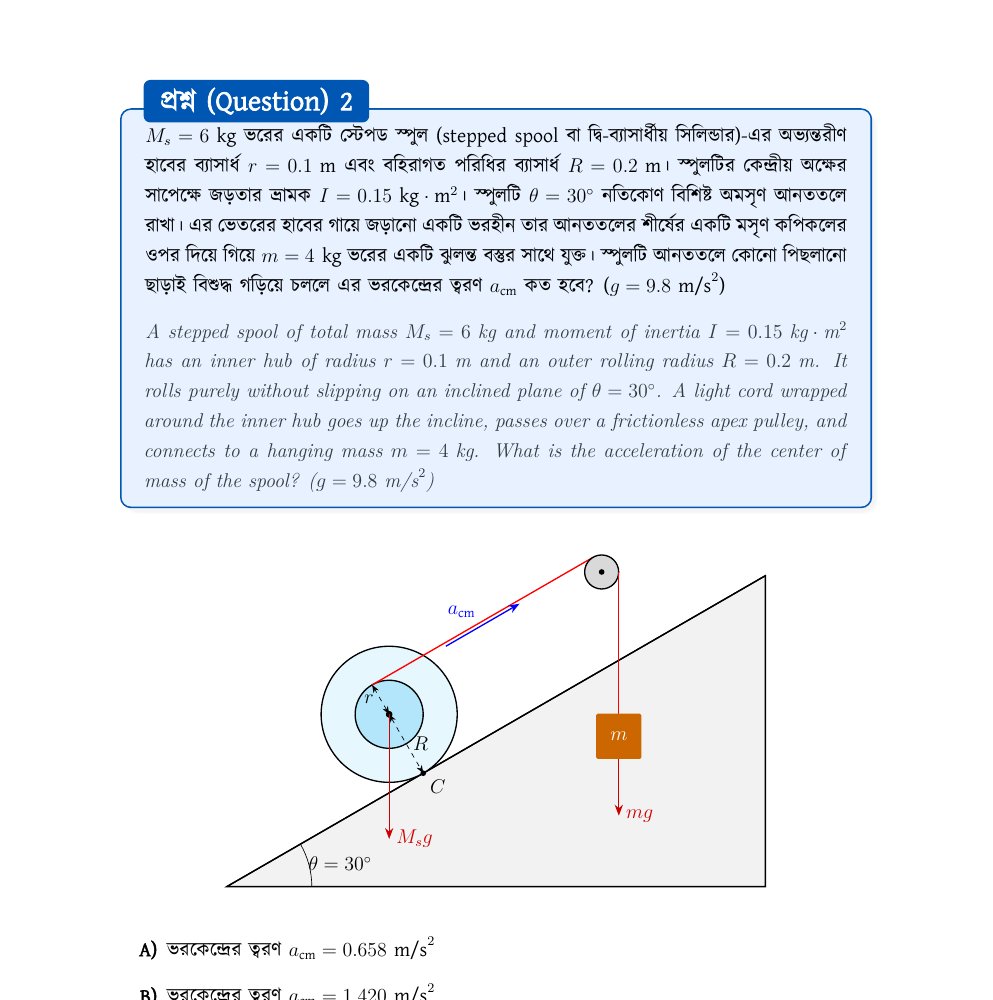 প্রশ্ন (Question) 2
M_s = 6 kg ভরের একটি স্টেপড স্পুল (stepped spool বা দ্বি-ব্যাসার্ধীয় সিলিন্ডার)-এর অভ্যন্তরীণ
হাবের ব্যাসার্ধ r = 0.1 m এবং বহিরাগত পরিধির ব্যাসার্ধ R = 0.2 m। স্পুলটির কেন্দ্রীয় অক্ষের
সাপেক্ষে জড়তার ভ্রামক I = 0.15 kg · m². স্পুলটি θ = 30° নতিকোণ বিশিষ্ট অমসৃণ আনততলে
রাখা। এর ভেতরের হাবের গায়ে জড়ানো একটি ভরহীন তার আনততলের শীর্ষের একটি মসৃণ কপিকলের
ওপর দিয়ে গিয়ে m = 4 kg ভরের একটি ঝুলন্ত বস্তুর সাথে যুক্ত। স্পুলটি আনততলে কোনো পিছলানো
ছাড়াই বিশুদ্ধ গড়িয়ে চললে এর ভরকেন্দ্রের ত্বরণ a_cm কত হবে? (g = 9.8 m/s²)
A stepped spool of total mass M_s = 6 kg and moment of inertia I = 0.15 kg · m²
has an inner hub of radius r = 0.1 m and an outer rolling radius R = 0.2 m. It
rolls purely without slipping on an inclined plane of θ = 30°. A light cord wrapped
around the inner hub goes up the incline, passes over a frictionless apex pulley, and
connects to a hanging mass m = 4 kg. What is the acceleration of the center of
mass of the spool? (g = 9.8 m/s²)
a_cm
r
R
m
C
mg
M_s g
θ = 30°
A) ভরকেন্দ্রের ত্বরণ a_cm = 0.658 m/s²
B) ভরকেন্দ্রের ত্বরণ a_cm = 1.420 m/s²